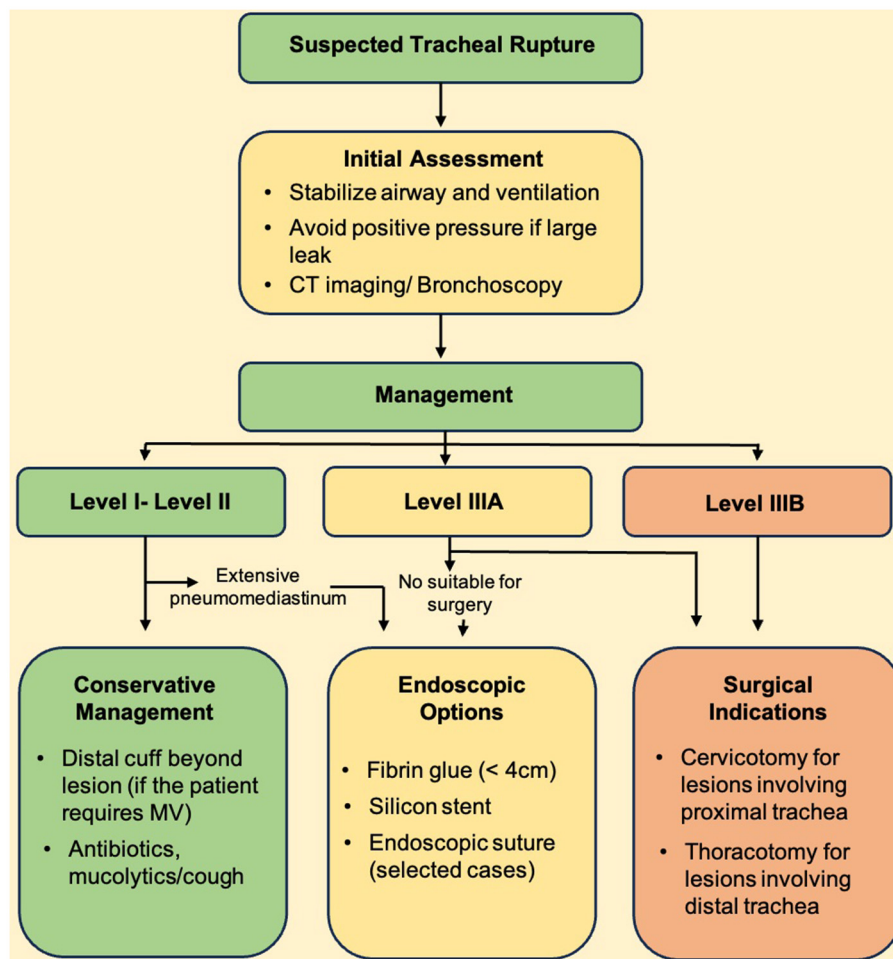 Suspected Tracheal Rupture
Initial Assessment
• Stabilize airway and ventilation
• Avoid positive pressure if large
leak
• CT imaging/ Bronchoscopy
Management
Level I- Level II
Level IIIA
Level IIIB
Extensive
pneumomediastinum
No suitable for
surgery
Conservative
Management
• Distal cuff beyond
lesion (if the patient
requires MV)
• Antibiotics,
mucolytics/cough
Endoscopic
Options
• Fibrin glue (< 4cm)
• Silicon stent
• Endoscopic suture
(selected cases)
Surgical
Indications
• Cervicotomy for
lesions involving
proximal trachea
• Thoracotomy for
lesions involving
distal trachea